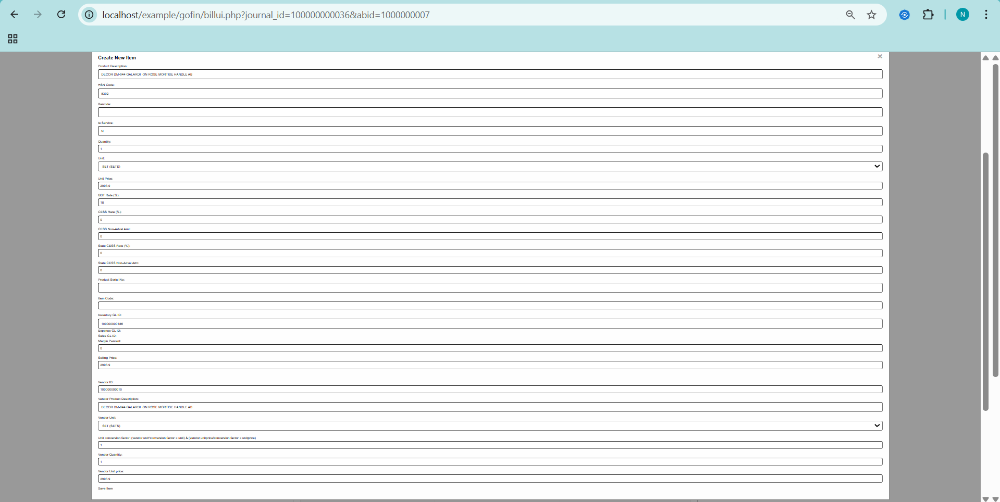 localhost/example/gofin/billui.php?journal_id=100000000036&abid=1000000007
N
Create New Item
Product Description:
DECOR DM-044 GALARDI ON ROSE MORTISE HANDLE AB
HSN Code:
8302
Barcode:
Is Service:
N
Quantity:
1
Unit:
SET (SETS)
Unit Price:
2993.9
GST Rate (%):
18
CESS Rate (%):
0
CESS Non-Advol Amt:
0
State CESS Rate (%):
0
State CESS Non-Advol Amt:
0
Product Serial No:
Item Code:
Inventory GL ID:
100000000186
Expense GL ID:
Sales GL ID:
Margin Percent:
0
Selling Price:
2993.9
Vendor ID:
100000000010
Vendor Product Description:
DECOR DM-044 GALARDI ON ROSE MORTISE HANDLE AB
Vendor Unit:
SET (SETS)
Unit conversion factor: (vendor unit*conversion factor = unit) & (vendor unitprice/conversion factor = unitprice)
1
Vendor Quantity:
1
Vendor Unit price:
2993.9
Save Item